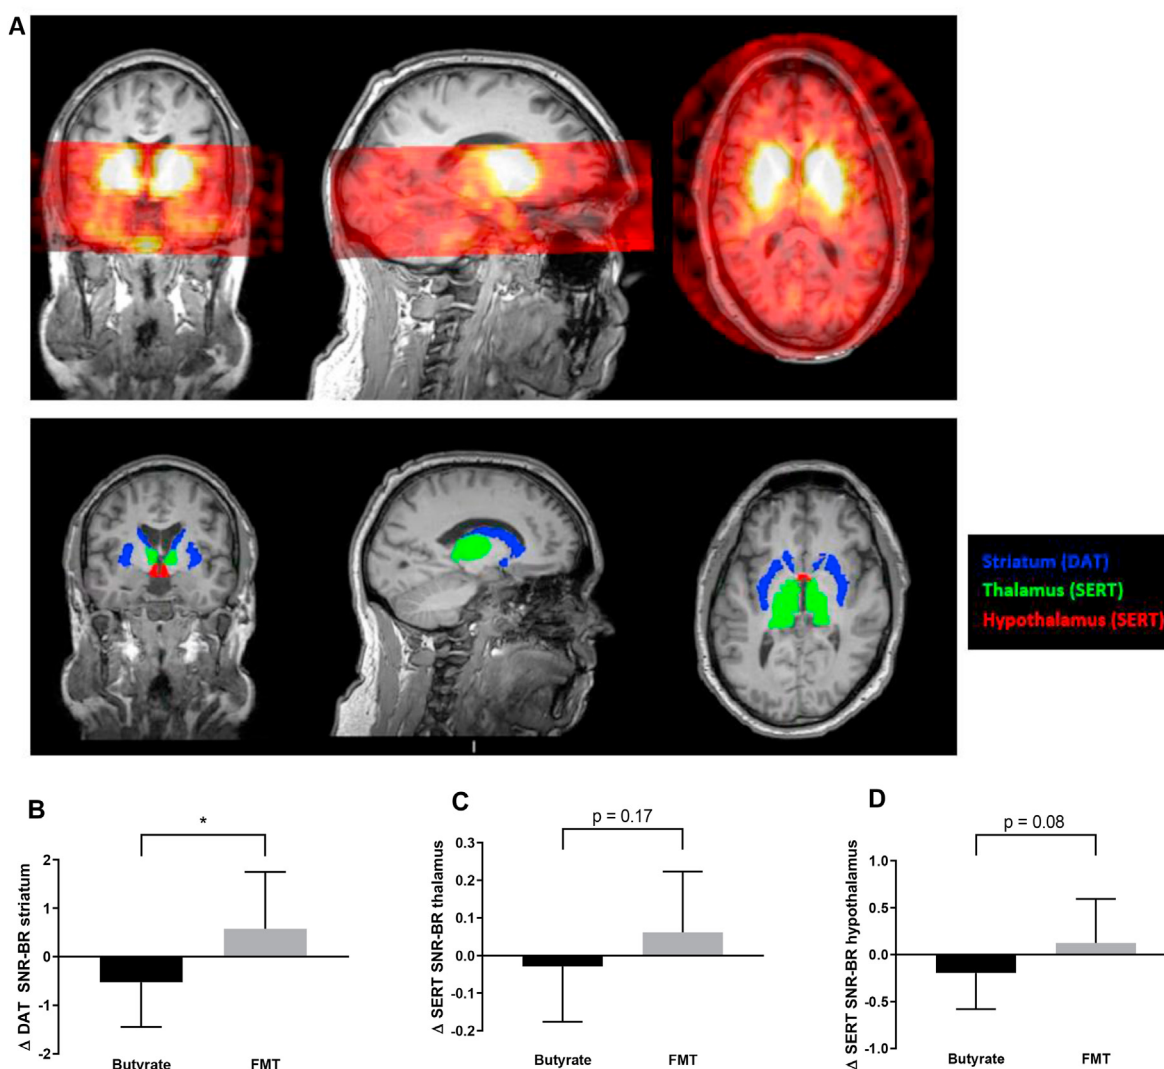 A
Striatum (DAT)
Thalamus (SERT)
Hypothalamus (SERT)
B
*
Δ DAT SNR-BR striatum
2
1
0
-1
-2
Butyrate
FMT
C
p = 0.17
Δ SERT SNR-BR thalamus
0.3
0.2
0.1
0.0
-0.1
-0.2
Butyrate
FMT
D
p = 0.08
Δ SERT SNR-BR hypothalamus
1.0
0.5
0.0
-0.5
-1.0
Butyrate
FMT